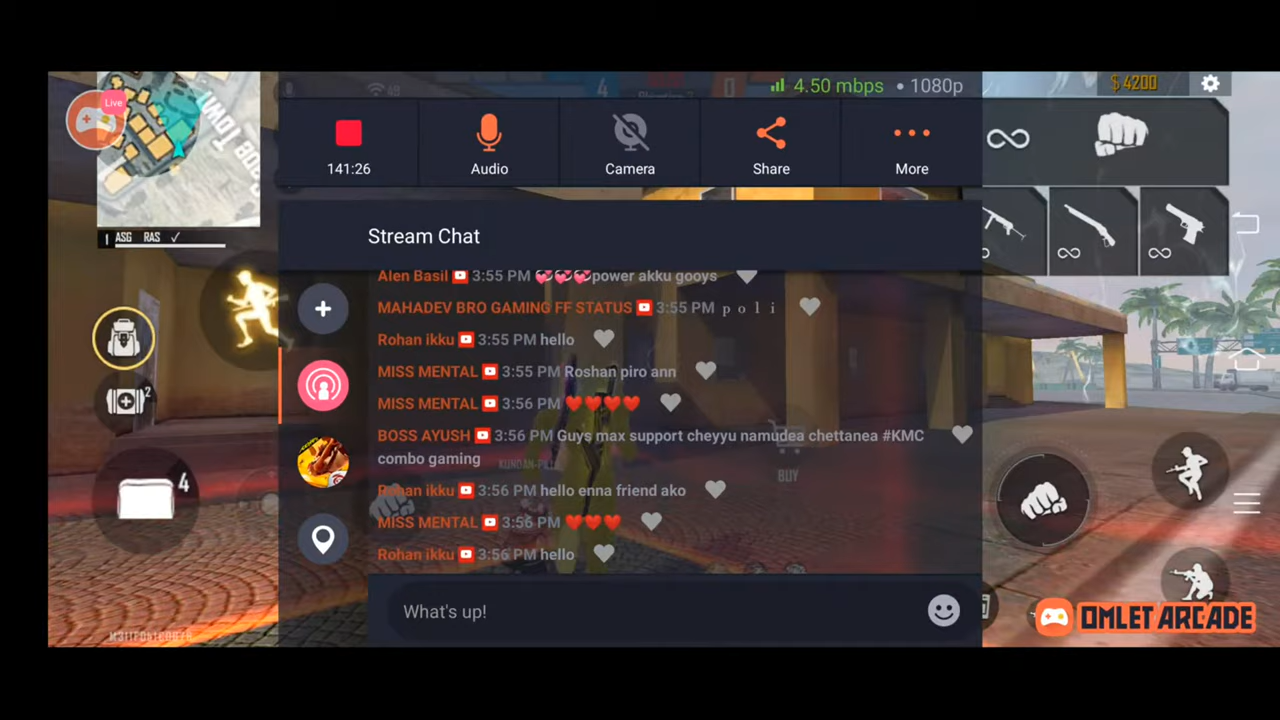 Live
4.50 mbps • 1080p
$ 4200
141:26
Audio
Camera
Share
More
ASG RAS
Stream Chat
Alen Basil 3:55 PM 💞💞💞power akku gooys
MAHADEV BRO GAMING FF STATUS 3:55 PM p o l i
Rohan ikku 3:55 PM hello
MISS MENTAL 3:55 PM Roshan piro ann
MISS MENTAL 3:56 PM ❤️❤️❤️❤️
BOSS AYUSH 3:56 PM Guys max support cheyyu namudea chettanea #KMC
combo gaming
BUY
Rohan ikku 3:56 PM hello enna friend ako
MISS MENTAL 3:56 PM ❤️❤️❤️
Rohan ikku 3:56 PM hello
2
4
What's up!
OMLET ARCADE